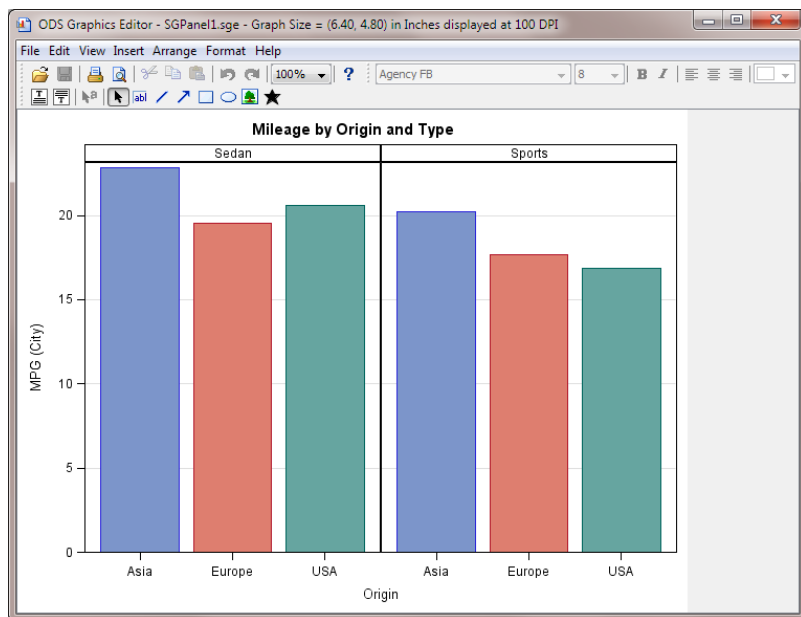 ODS Graphics Editor - SGPanel1.sge - Graph Size = (6.40, 4.80) in Inches displayed at 100 DPI
File Edit View Insert Arrange Format Help
100% ? Agency FB 8 B I
a abl
Mileage by Origin and Type
Sedan Sports
20
15
10
5
0
MPG (City)
Asia Europe USA Asia Europe USA
Origin